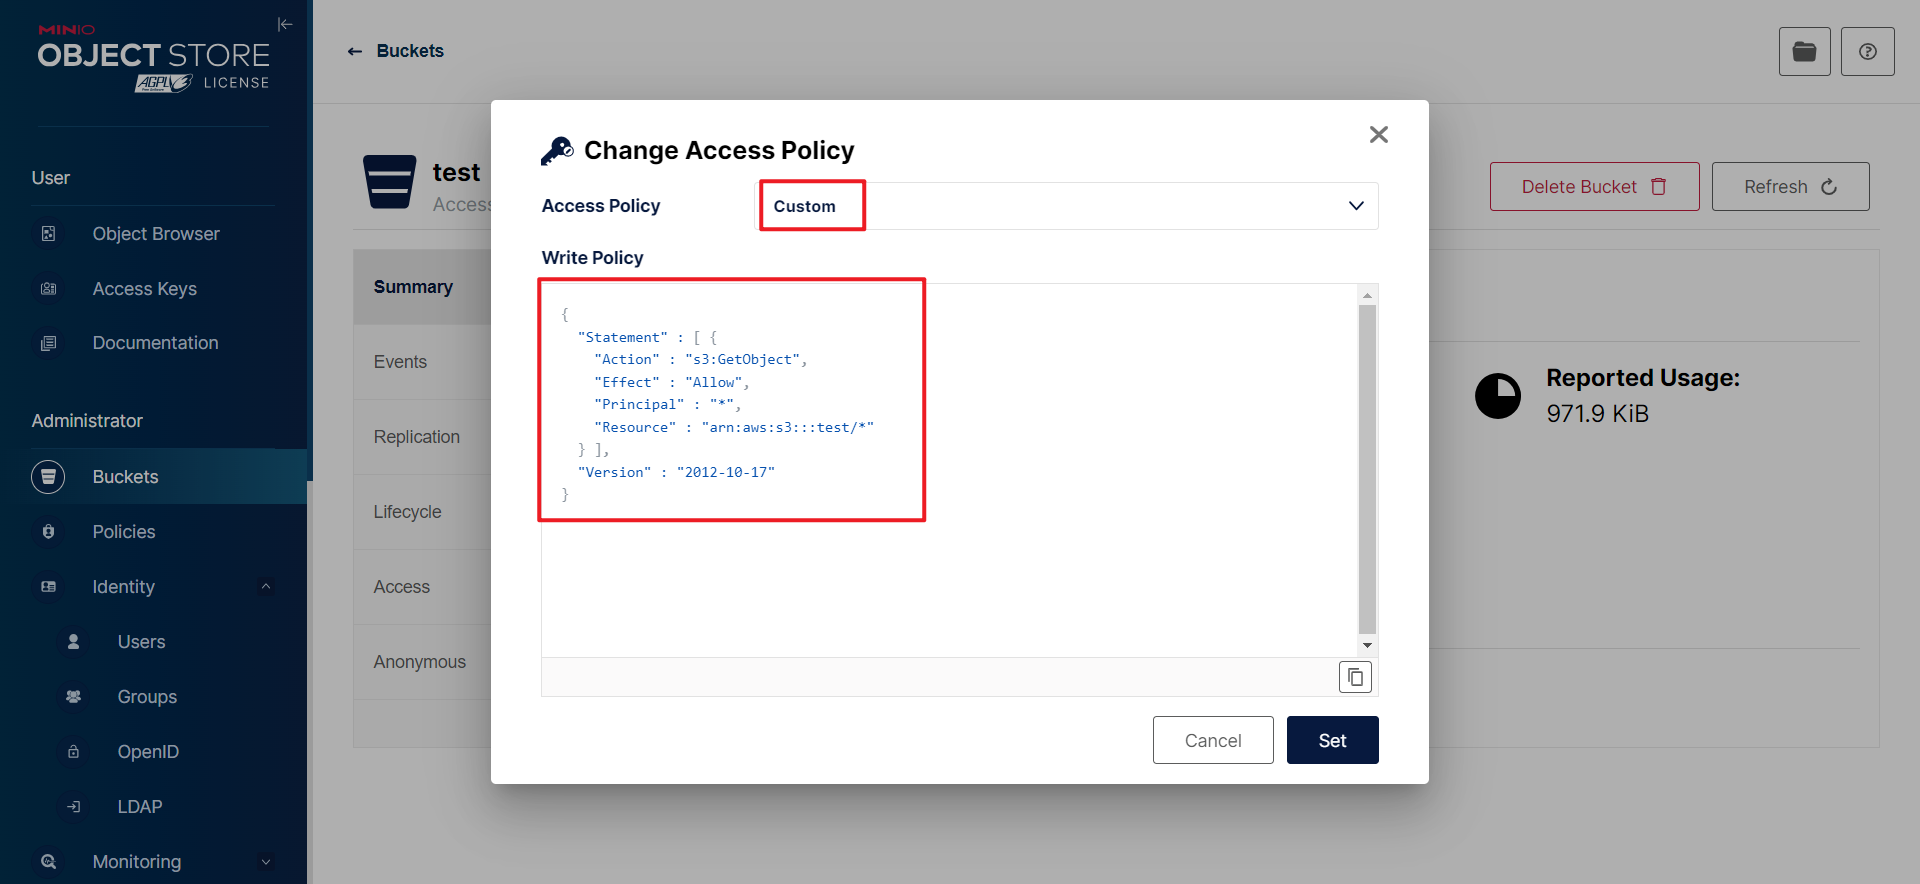 MINIO
OBJECT STORE
AGPL v3 LICENSE
User
Object Browser
Access Keys
Documentation
Administrator
Buckets
Policies
Identity
Users
Groups
OpenID
LDAP
Monitoring
Buckets
test
Access
Delete Bucket
Refresh
Summary
Events
Replication
Lifecycle
Access
Anonymous
Reported Usage:
971.9 KiB
Change Access Policy
Access Policy
Custom
Write Policy
{
"Statement" : [ {
"Action" : "s3:GetObject",
"Effect" : "Allow",
"Principal" : "*",
"Resource" : "arn:aws:s3:::test/*"
} ],
"Version" : "2012-10-17"
}
Cancel
Set